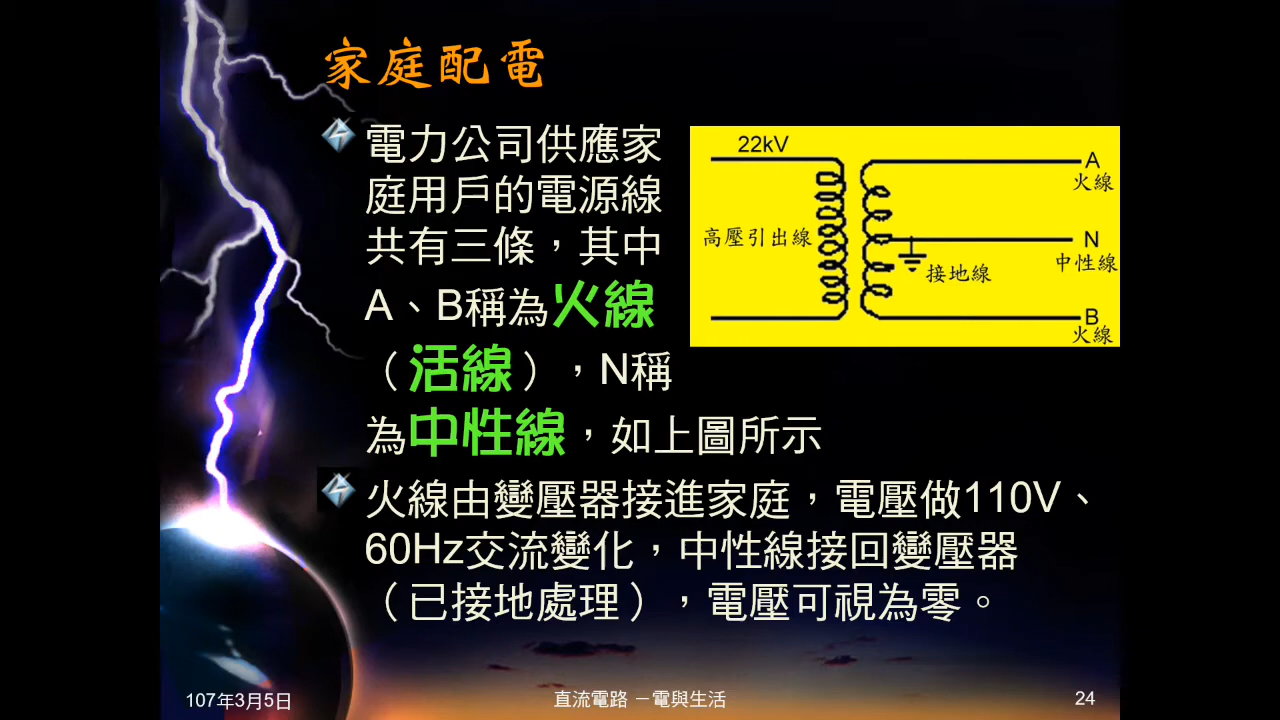 家庭配電
電力公司供應家
庭用戶的電源線
共有三條，其中
A、B稱為火線
（活線），N稱
為中性線，如上圖所示
22kV
高壓引出線
A
火線
N
中性線
接地線
B
火線
火線由變壓器接進家庭，電壓做110V、
60Hz交流變化，中性線接回變壓器
（已接地處理），電壓可視為零。
107年3月5日
直流電路 －電與生活
24